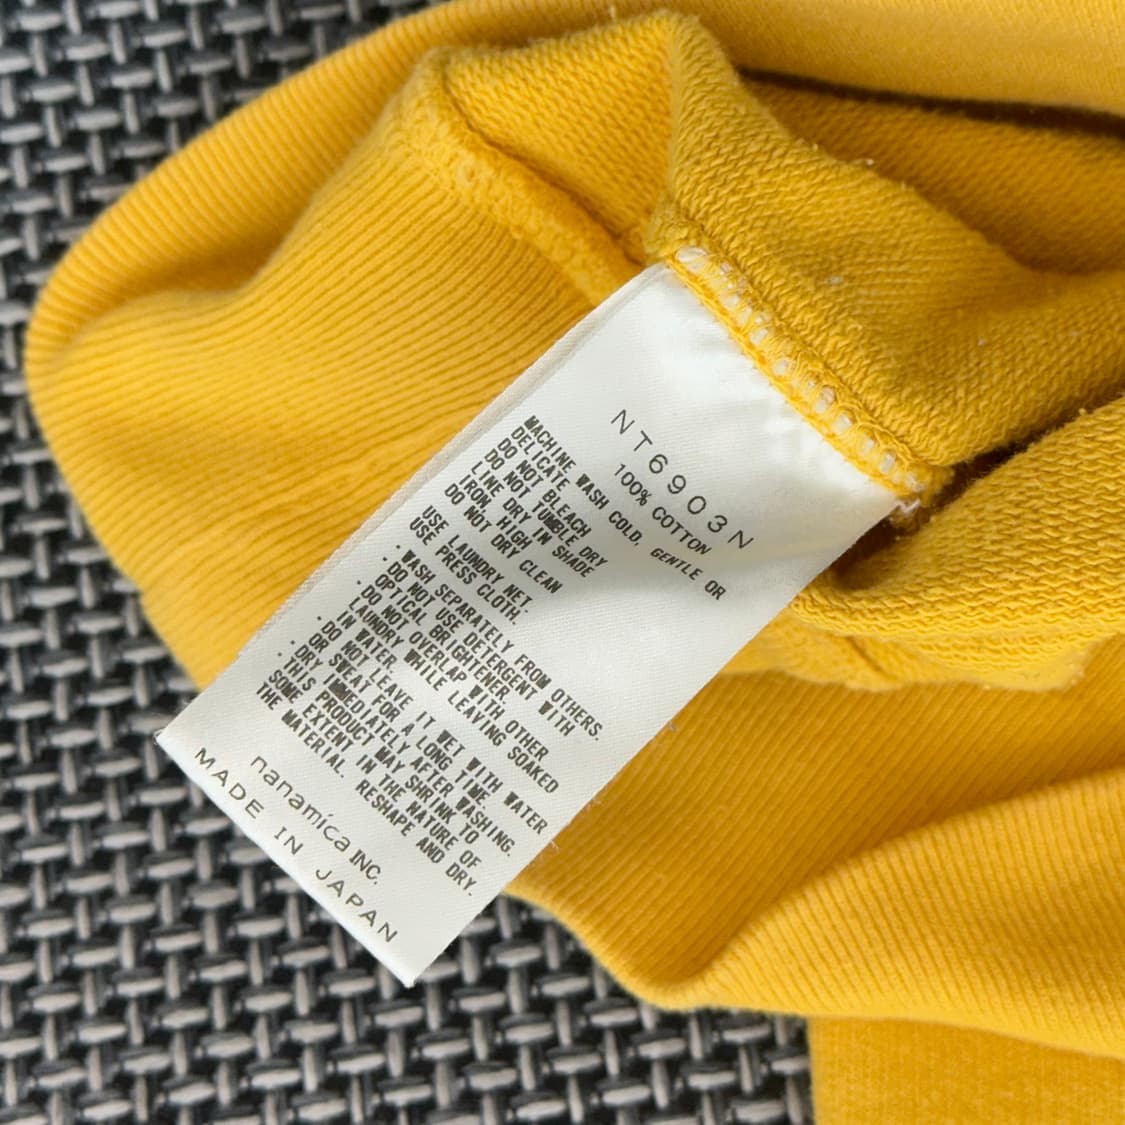 NT6903N
100% COTTON
MACHINE WASH COLD, GENTLE OR
DELICATE
DO NOT BLEACH
DO NOT TUMBLE DRY
LINE DRY IN SHADE
IRON "HIGH"
DO NOT DRY CLEAN
USE LAUNDRY NET.
USE PRESS CLOTH.
・WASH SEPARATELY FROM OTHERS.
・DO NOT USE DETERGENT WITH
OPTICAL BRIGHTENER
・DO NOT OVERLAP WITH OTHER
LAUNDRY WHILE LEAVING SOAKED
IN WATER.
・DO NOT LEAVE IT WET WITH WATER
OR SWEAT FOR A LONG TIME.
DRY IMMEDIATELY AFTER WASHING.
・THIS PRODUCT MAY SHRINK TO
SOME EXTENT IN THE NATURE OF
THE MATERIAL. RESHAPE AND DRY.
nanamica INC.
MADE IN JAPAN